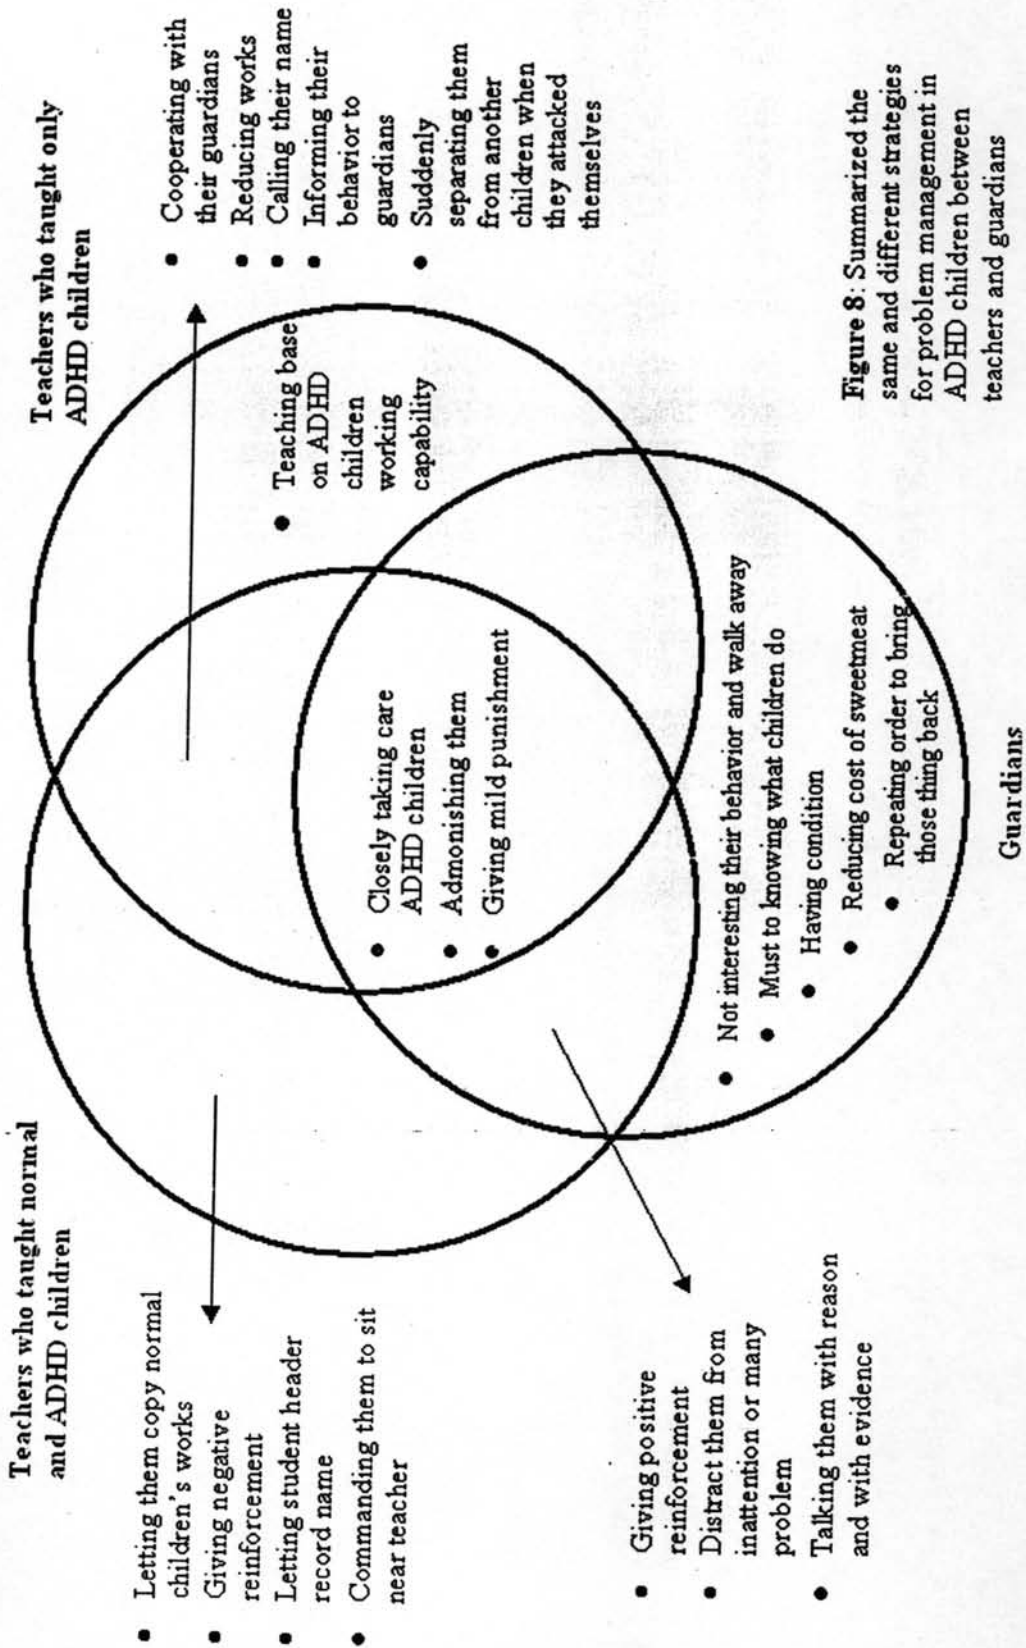 Teachers who taught normal
and ADHD children
Teachers who taught only
ADHD children
• Letting them copy normal
children's works
• Giving negative
reinforcement
• Letting student header
record name
• Commanding them to sit
near teacher
• Teaching base
on ADHD
children
working
capability
• Cooperating with
their guardians
• Reducing works
• Calling their name
• Informing their
behavior to
guardians
• Suddenly
separating them
from another
children when
they attacked
themselves
• Closely taking care
ADHD children
• Admonishing them
• Giving mild punishment
• Giving positive
reinforcement
• Distract them from
inattention or many
problem
• Talking them with reason
and with evidence
• Not interesting their behavior and walk away
• Must to knowing what children do
• Having condition
• Reducing cost of sweetmeat
• Repeating order to bring
those thing back
Guardians
Figure 8: Summarized the
same and different strategies
for problem management in
ADHD children between
teachers and guardians